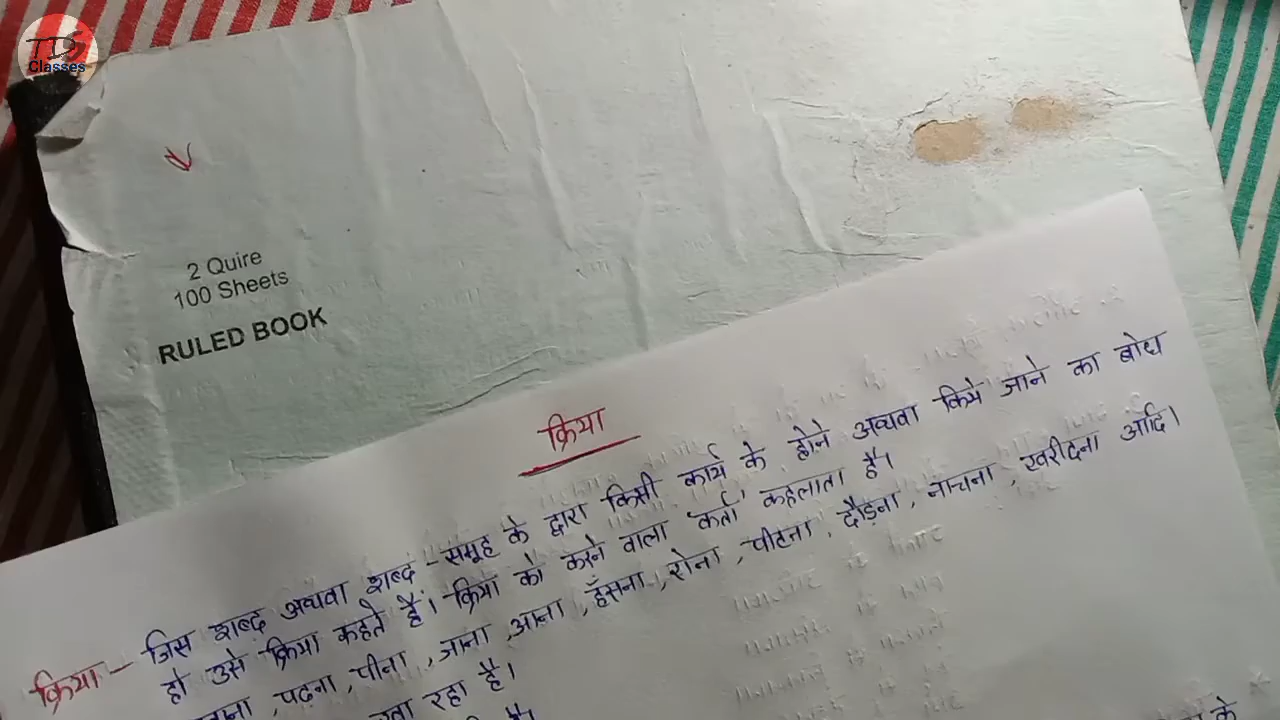 TDS
Classes
2 Quire
100 Sheets
RULED BOOK
क्रिया
क्रिया - जिस शब्द अथवा शब्द-समूह के द्वारा किसी कार्य के होने अथवा किये जाने का बोध
हो उसे क्रिया कहते हैं। क्रिया को करने वाला 'कर्ता' कहलाता है।
पढ़ना, पीना, जाना, आना, हँसना, रोना, पीटना, दौड़ना, नाचना, खरीदना आदि।
रहा है।
के